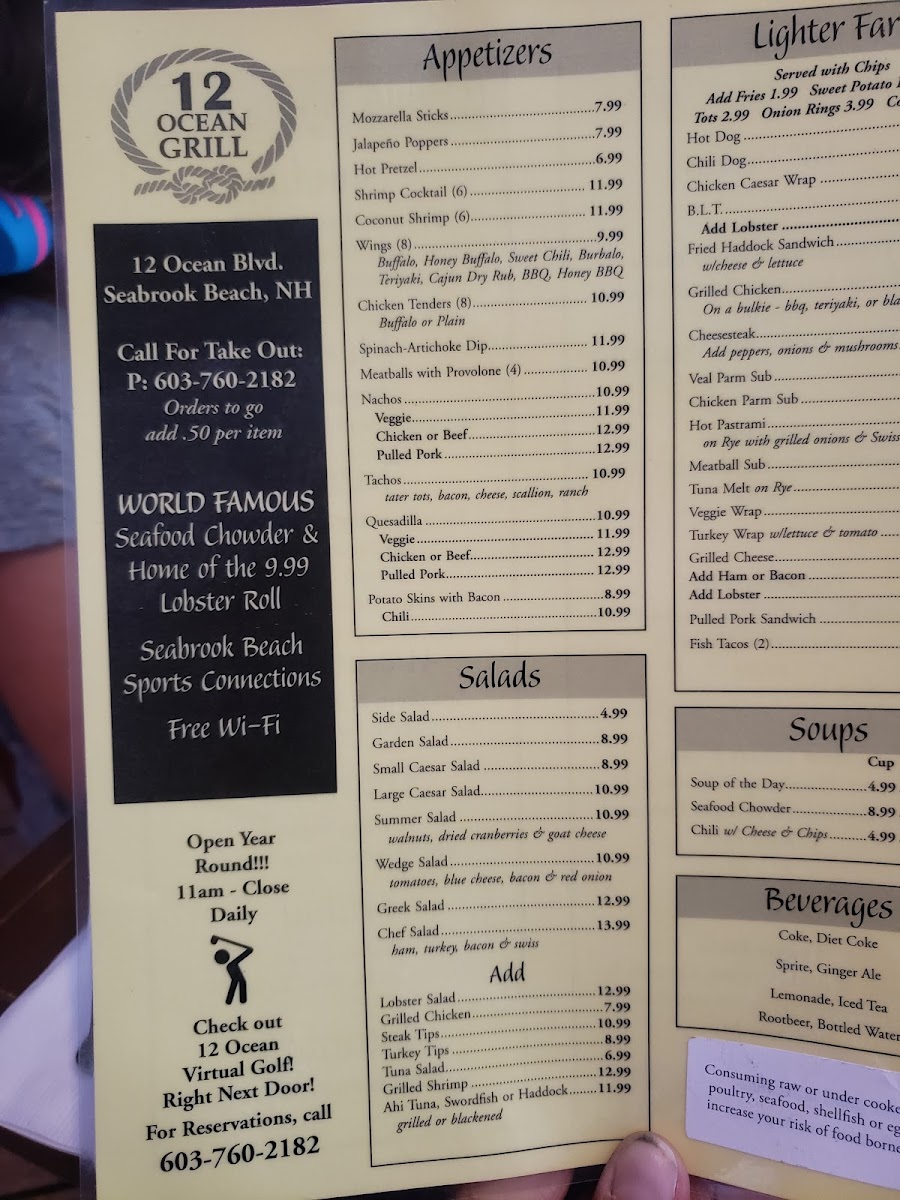 12
OCEAN
GRILL
12 Ocean Blvd.
Seabrook Beach, NH
Call For Take Out:
P: 603-760-2182
Orders to go
add .50 per item
WORLD FAMOUS
Seafood Chowder &
Home of the 9.99
Lobster Roll
Seabrook Beach
Sports Connections
Free Wi-Fi
Open Year
Round!!!
11am - Close
Daily
Check out
12 Ocean
Virtual Golf!
Right Next Door!
For Reservations, call
603-760-2182
Appetizers
Mozzarella Sticks 7.99
Jalapeño Poppers 7.99
Hot Pretzel 6.99
Shrimp Cocktail (6) 11.99
Coconut Shrimp (6) 11.99
Wings (8) 9.99
Buffalo, Honey Buffalo, Sweet Chili, Burbalo,
Teriyaki, Cajun Dry Rub, BBQ, Honey BBQ
Chicken Tenders (8) 10.99
Buffalo or Plain
Spinach-Artichoke Dip 11.99
Meatballs with Provolone (4) 10.99
Nachos 10.99
Veggie 11.99
Chicken or Beef 12.99
Pulled Pork 12.99
Tachos 10.99
tater tots, bacon, cheese, scallion, ranch
Quesadilla 10.99
Veggie 11.99
Chicken or Beef 12.99
Pulled Pork 12.99
Potato Skins with Bacon 8.99
Chili 10.99
Salads
Side Salad 4.99
Garden Salad 8.99
Small Caesar Salad 8.99
Large Caesar Salad 10.99
Summer Salad 10.99
walnuts, dried cranberries & goat cheese
Wedge Salad 10.99
tomatoes, blue cheese, bacon & red onion
Greek Salad 12.99
Chef Salad 13.99
ham, turkey, bacon & swiss
Add
Lobster Salad 12.99
Grilled Chicken 7.99
Steak Tips 10.99
Turkey Tips 8.99
Tuna Salad 6.99
Grilled Shrimp 12.99
Ahi Tuna, Swordfish or Haddock 11.99
grilled or blackened
Lighter
Served with Chips
Add Fries 1.99 Sweet Potato
Tots 2.99 Onion Rings 3.99
Hot Dog
Chili Dog
Chicken Caesar Wrap
B.L.T.
Add Lobster
Fried Haddock Sandwich
w/cheese & lettuce
Grilled Chicken
On a bulkie - bbq, teriyaki, or
Cheesesteak
Add peppers, onions & mushrooms
Veal Parm Sub
Chicken Parm Sub
Hot Pastrami
on Rye with grilled onions & Swiss
Meatball Sub
Tuna Melt on Rye
Veggie Wrap
Turkey Wrap w/lettuce & tomato
Grilled Cheese
Add Ham or Bacon
Add Lobster
Pulled Pork Sandwich
Fish Tacos (2)
Soups
Cup
Soup of the Day 4.99
Seafood Chowder 8.99
Chili w/ Cheese & Chips 4.99
Beverages
Coke, Diet Coke
Sprite, Ginger Ale
Lemonade, Iced Tea
Rootbeer, Bottled Water
Consuming raw or under
poultry, seafood, shellfish or
increase your risk of food